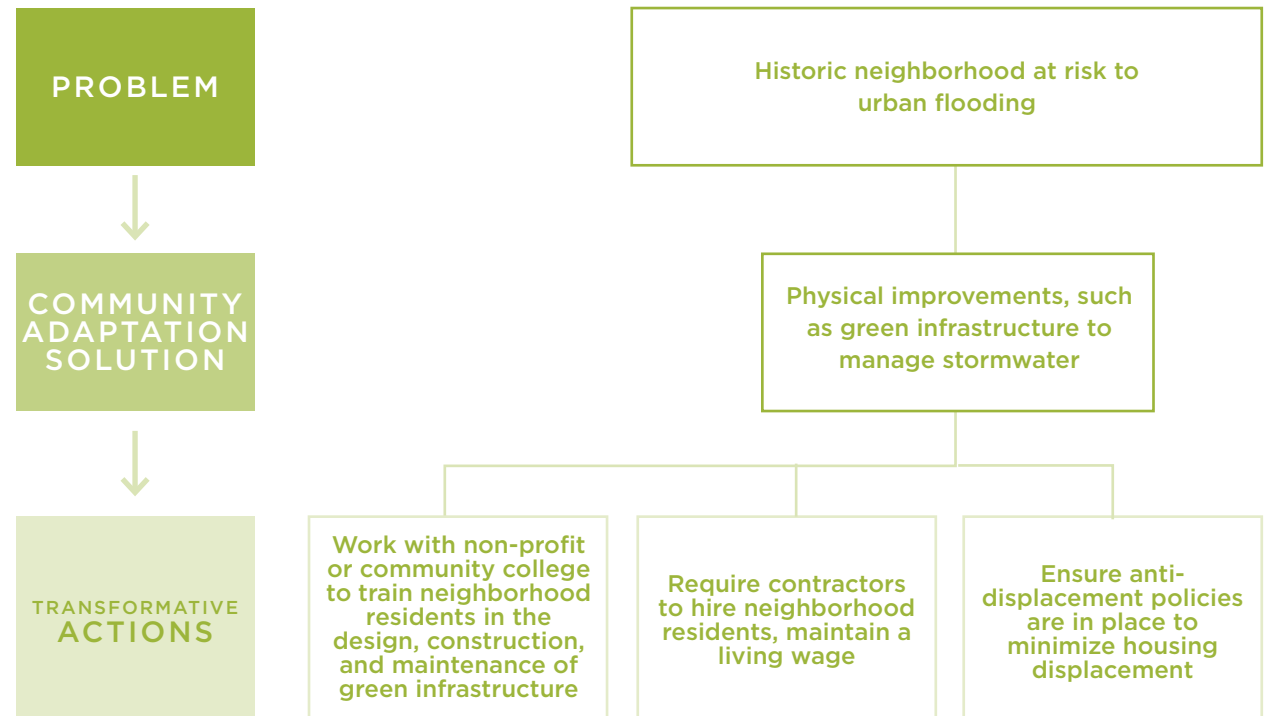 PROBLEM
Historic neighborhood at risk to
urban flooding
COMMUNITY
ADAPTATION
SOLUTION
Physical improvements, such
as green infrastructure to
manage stormwater
TRANSFORMATIVE
ACTIONS
Work with non-profit
or community college
to train neighborhood
residents in the
design, construction,
and maintenance of
green infrastructure
Require contractors
to hire neighborhood
residents, maintain a
living wage
Ensure anti-
displacement policies
are in place to
minimize housing
displacement